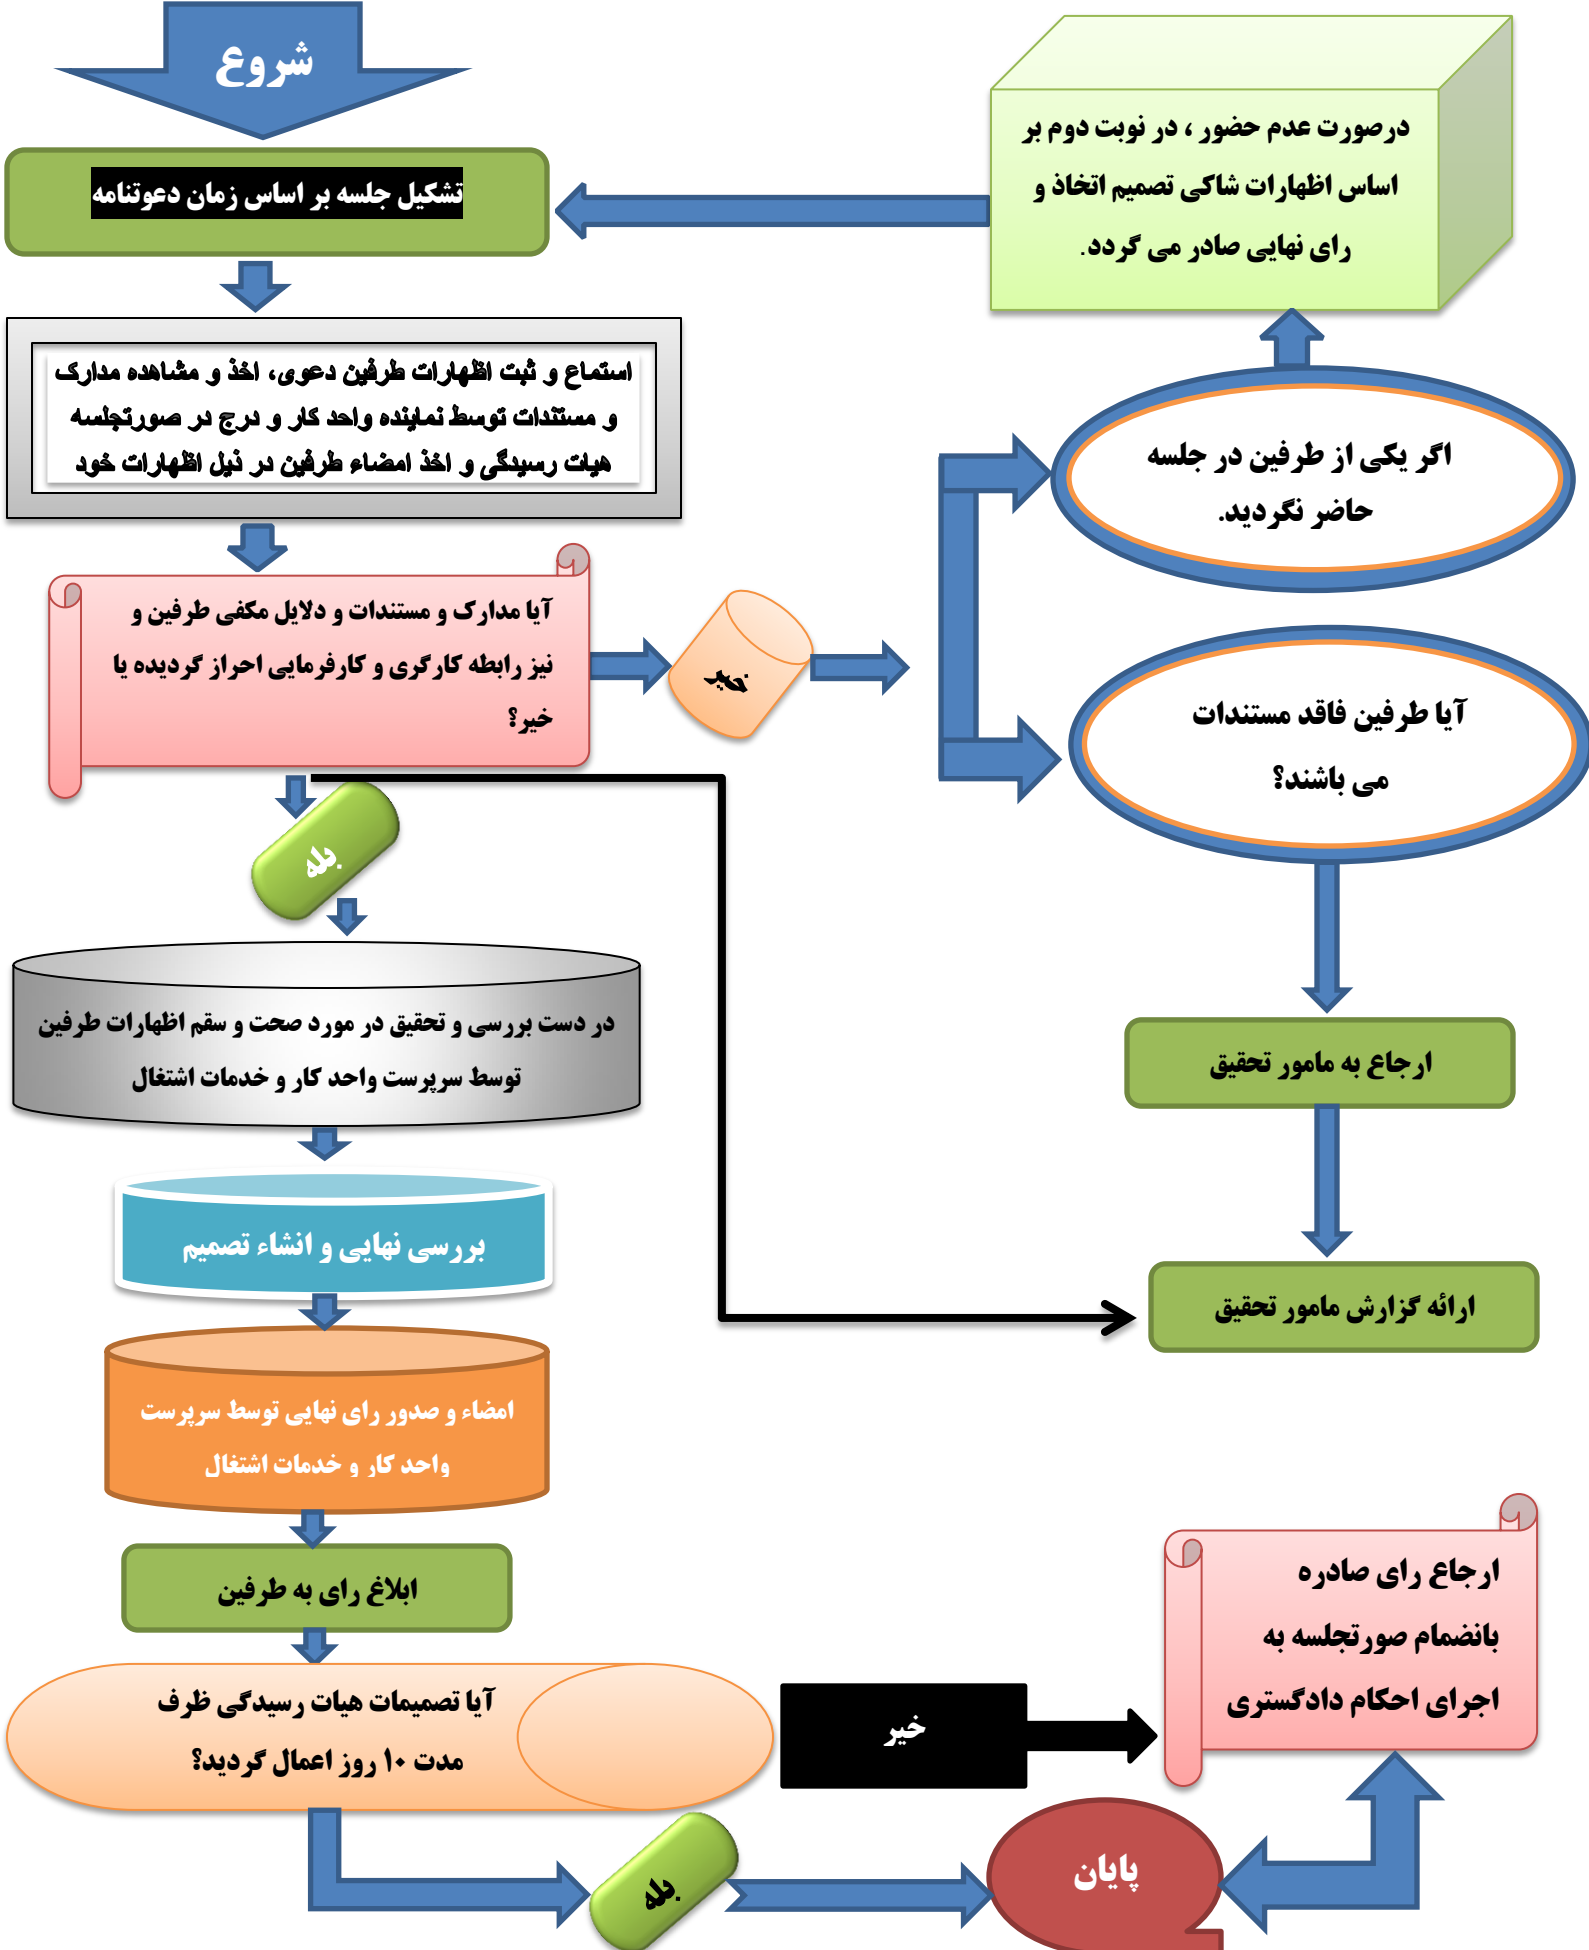 شروع
تشکیل جلسه بر اساس زمان دعوتنامه
درصورت عدم حضور ، در نوبت دوم بر
اساس اظهارات شاکی تصمیم اتخاذ و
رای نهایی صادر می گردد.
استماع و ثبت اظهارات طرفین دعوی، اخذ و مشاهده مدارک
و مستندات توسط نماینده واحد کار و درج در صورتجلسه
هیات رسیدگی و اخذ امضاء طرفین در ذیل اظهارات خود
اگر یکی از طرفین در جلسه
حاضر نگردید.
آیا مدارک و مستندات و دلایل مکفی طرفین و
نیز رابطه کارگری و کارفرمایی احراز گردیده یا
خیر؟
خیر
آیا طرفین فاقد مستندات
می باشند؟
بله
در دست بررسی و تحقیق در مورد صحت و سقم اظهارات طرفین
توسط سرپرست واحد کار و خدمات اشتغال
ارجاع به مامور تحقیق
بررسی نهایی و انشاء تصمیم
ارائه گزارش مامور تحقیق
امضاء و صدور رای نهایی توسط سرپرست
واحد کار و خدمات اشتغال
ابلاغ رای به طرفین
ارجاع رای صادره
بانضمام صورتجلسه به
اجرای احکام دادگستری
آیا تصمیمات هیات رسیدگی ظرف
مدت ۱۰ روز اعمال گردید؟
خیر
بله
پایان